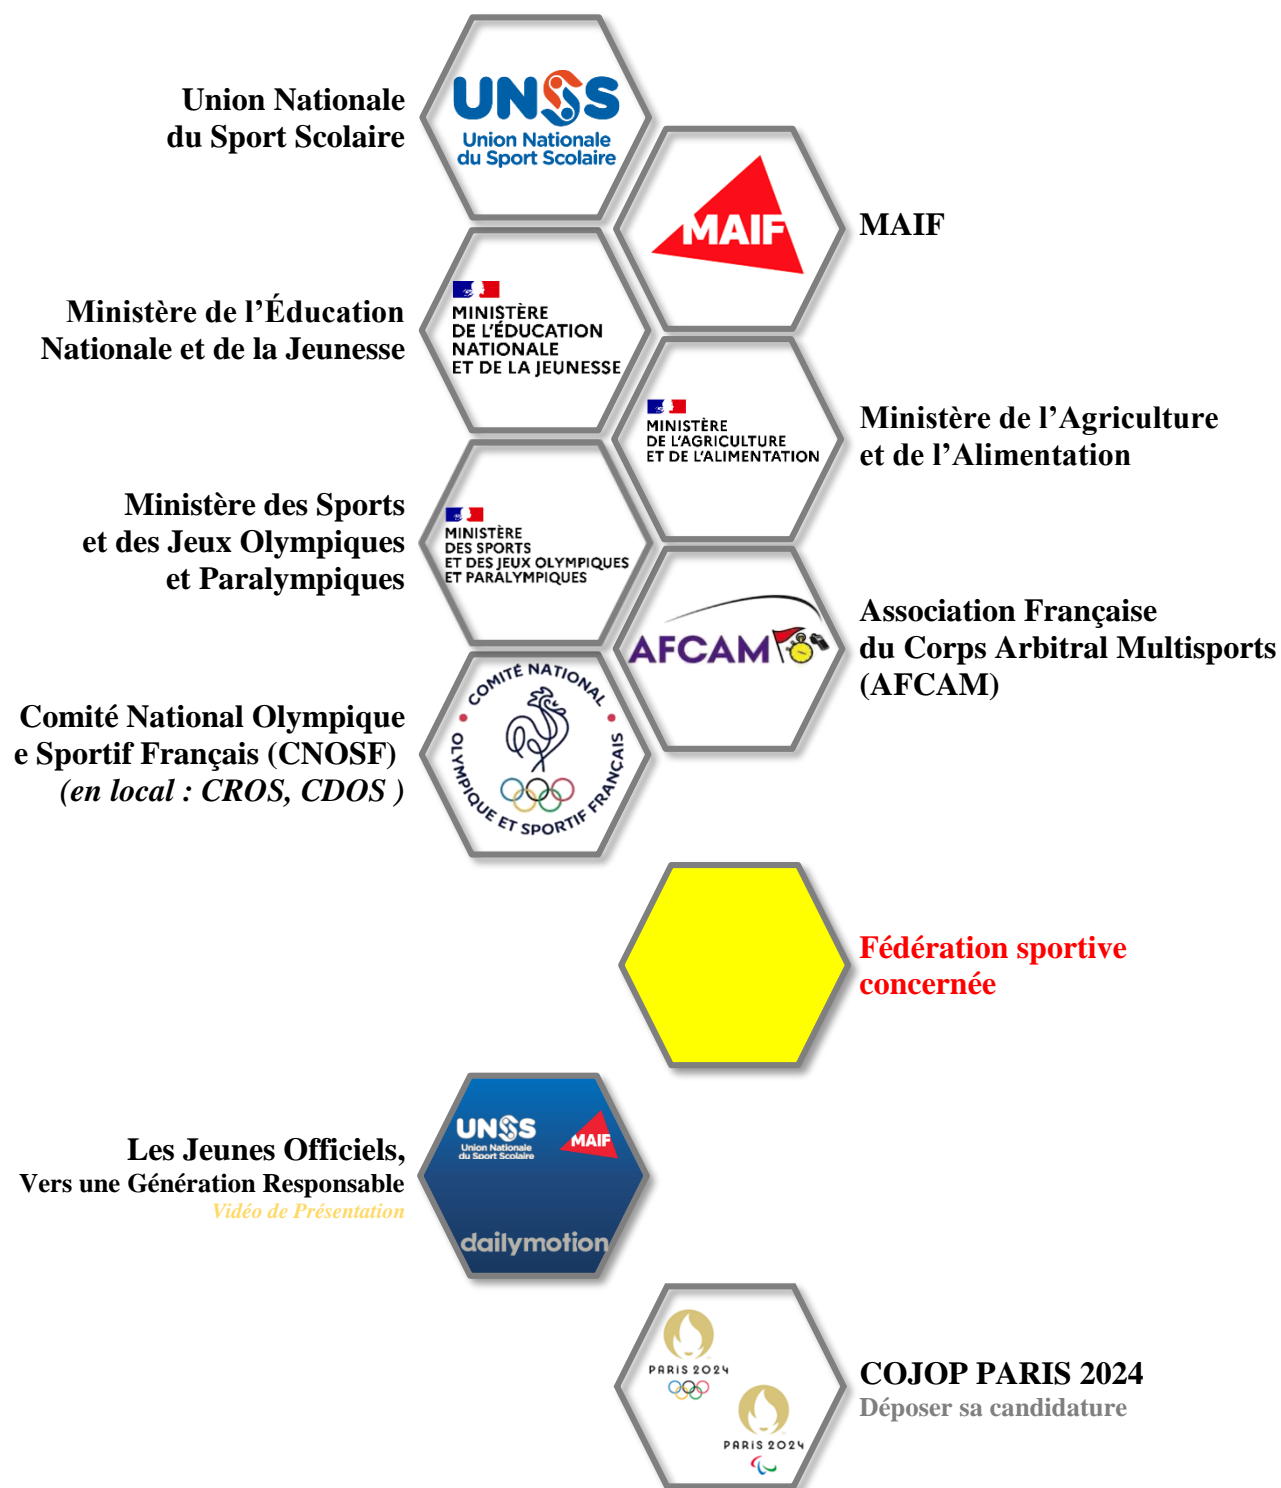 Union Nationale
du Sport Scolaire
UNSS
Union Nationale
du Sport Scolaire
MAIF
MAIF
Ministère de l’Éducation
Nationale et de la Jeunesse
MINISTÈRE
DE L'ÉDUCATION
NATIONALE
ET DE LA JEUNESSE
MINISTÈRE
DE L'AGRICULTURE
ET DE L'ALIMENTATION
Ministère de l’Agriculture
et de l’Alimentation
Ministère des Sports
et des Jeux Olympiques
et Paralympiques
MINISTÈRE
DES SPORTS
ET DES JEUX OLYMPIQUES
ET PARALYMPIQUES
AFCAM
Association Française
du Corps Arbitral Multisports
(AFCAM)
Comité National Olympique
e Sportif Français (CNOSF)
(en local : CROS, CDOS )
COMITÉ NATIONAL
OLYMPIQUE ET SPORTIF FRANÇAIS
Fédération sportive
concernée
Les Jeunes Officiels,
Vers une Génération Responsable
Vidéo de Présentation
UNSS
Union Nationale
du Sport Scolaire
MAIF
dailymotion
PARIS 2024
PARIS 2024
COJOP PARIS 2024
Déposer sa candidature